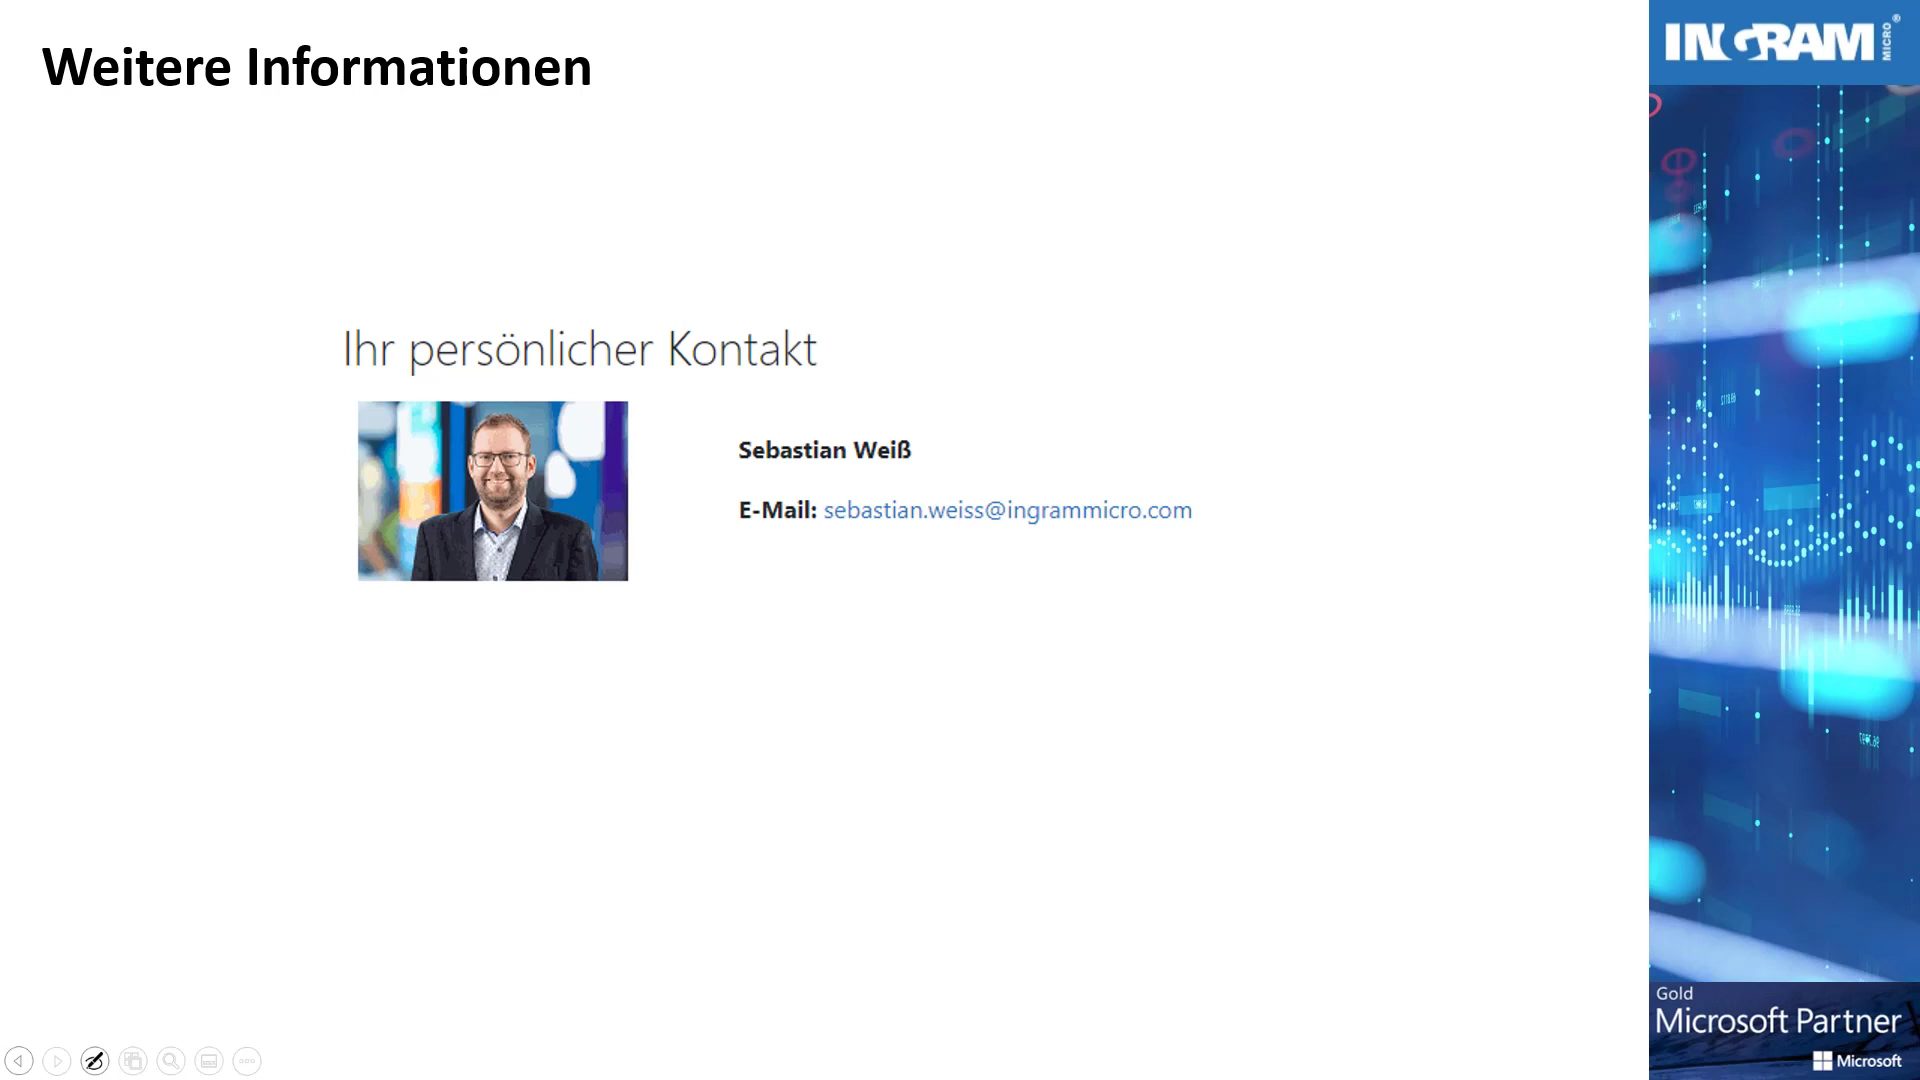 Weitere Informationen
INGRAM MICRO®
Ihr persönlicher Kontakt
Sebastian Weiß
E-Mail: sebastian.weiss@ingrammicro.com
Gold
Microsoft Partner
Microsoft